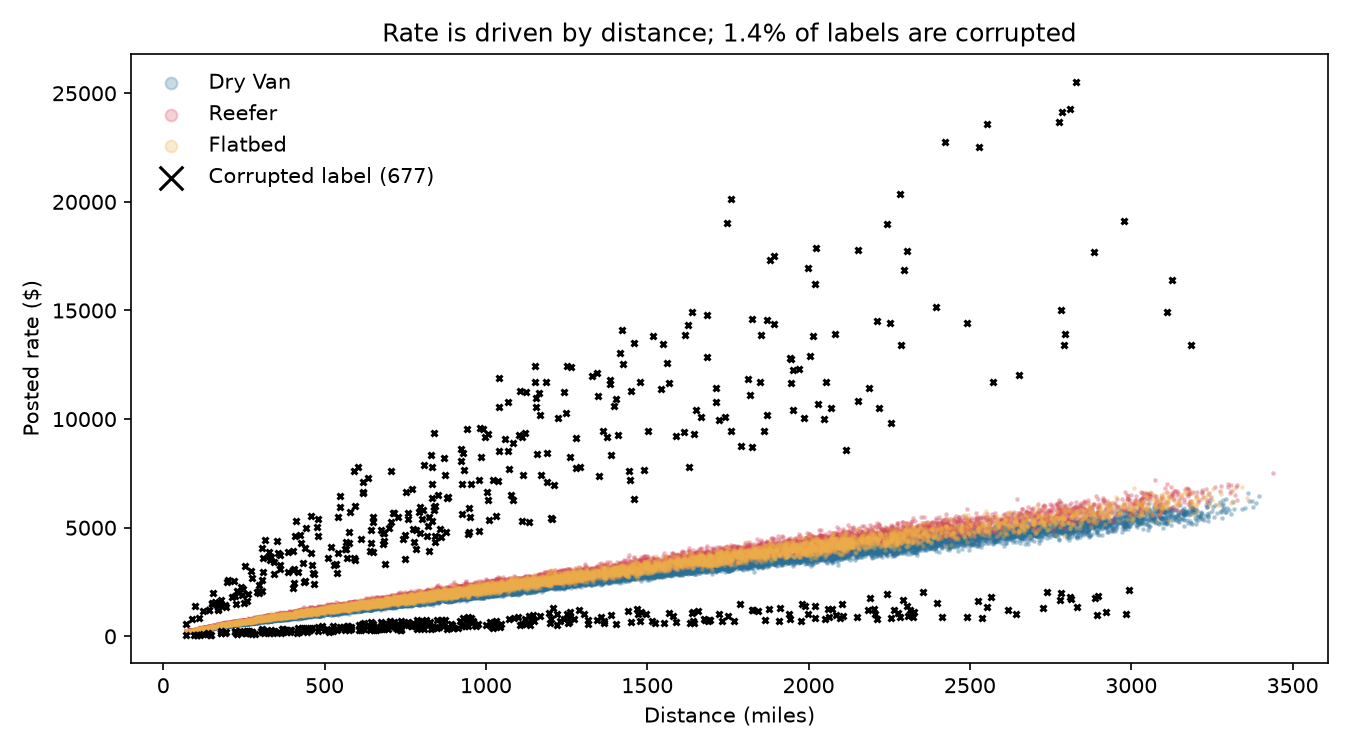 Rate is driven by distance; 1.4% of labels are corrupted
Dry Van
Reefer
Flatbed
Corrupted label (677)
Posted rate ($)
25000
20000
15000
10000
5000
0
0 500 1000 1500 2000 2500 3000 3500
Distance (miles)